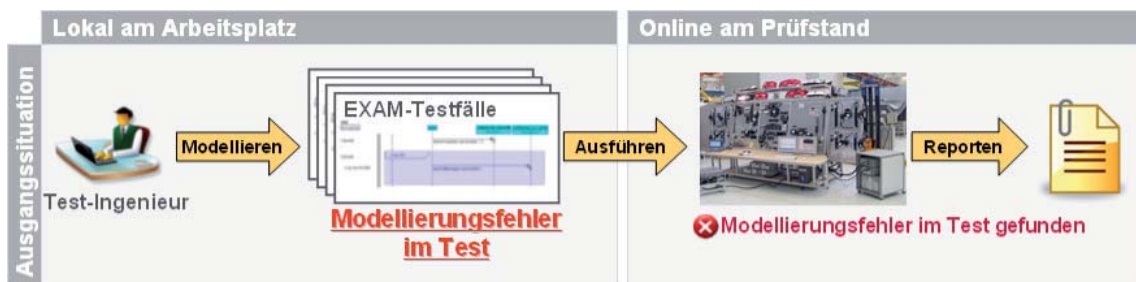 Lokal am Arbeitsplatz
Online am Prüfstand
Ausgangssituation
EXAM-Testfälle
Modellieren
Ausführen
Reporten
Test-Ingenieur
Modellierungsfehler
im Test
Modellierungsfehler im Test gefunden